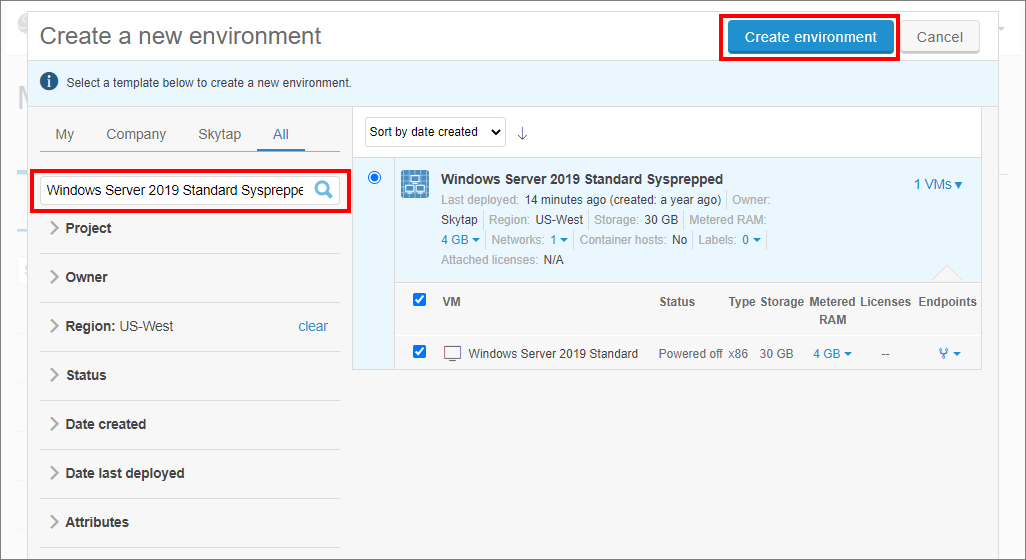 Create a new environment
Create environment
Cancel
Select a template below to create a new environment.
My
Company
Skytap
All
Sort by date created
Windows Server 2019 Standard Sysprepped
1 VMs
Last deployed: 14 minutes ago (created: a year ago) Owner:
Skytap Region: US-West Storage: 30 GB Metered RAM:
4 GB Networks: 1 Container hosts: No Labels: 0
Attached licenses: N/A
Windows Server 2019 Standard Syspreppe
Project
Owner
Region: US-West
clear
Status
Date created
Date last deployed
Attributes
VM Status Type Storage Metered Licenses Endpoints
RAM
Windows Server 2019 Standard Powered off x86 30 GB 4 GB --